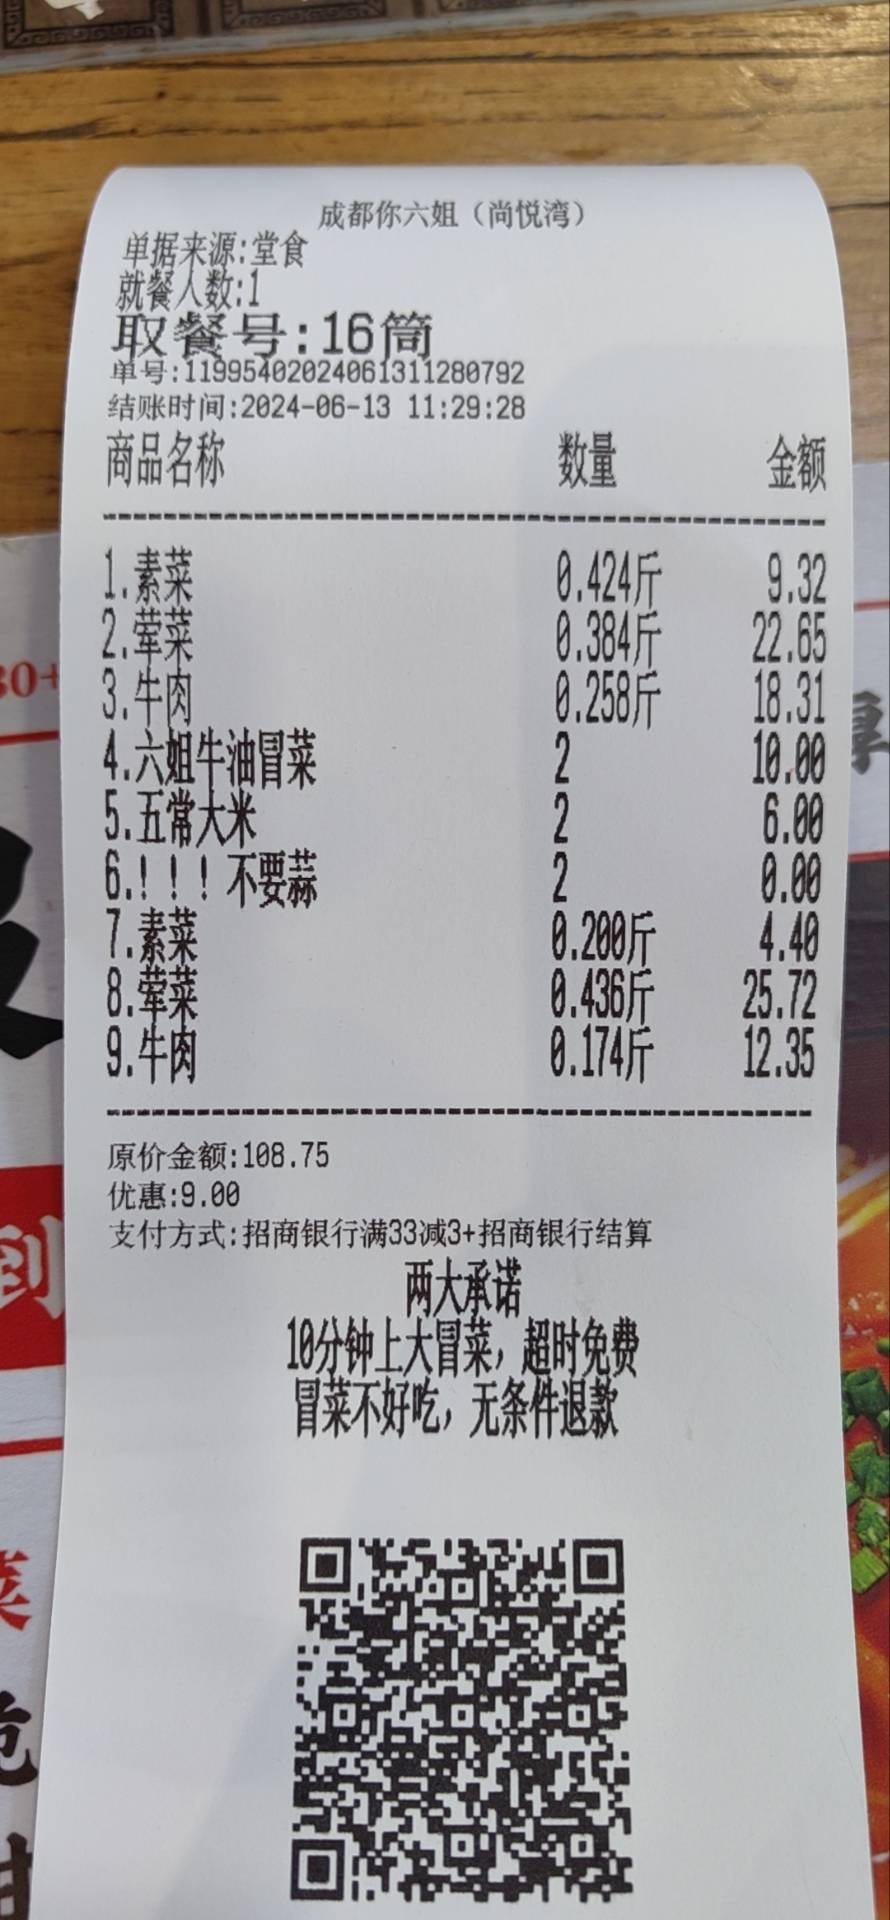 成都你六姐（尚悦湾）
单据来源:堂食
就餐人数:1
取餐号:16筒
单号:11995402024061311280792
结账时间:2024-06-13 11:29:28
商品名称 数量 金额
1.素菜 0.424斤 9.32
2.荤菜 0.384斤 22.65
3.牛肉 0.258斤 18.31
4.六姐牛油冒菜 2 10.00
5.五常大米 2 6.00
6.！！！不要蒜 2 0.00
7.素菜 0.200斤 4.40
8.荤菜 0.436斤 25.72
9.牛肉 0.174斤 12.35
原价金额:108.75
优惠:9.00
支付方式:招商银行满33减3+招商银行结算
两大承诺
10分钟上大冒菜，超时免费
冒菜不好吃，无条件退款
80+
厚
到
菜
脆